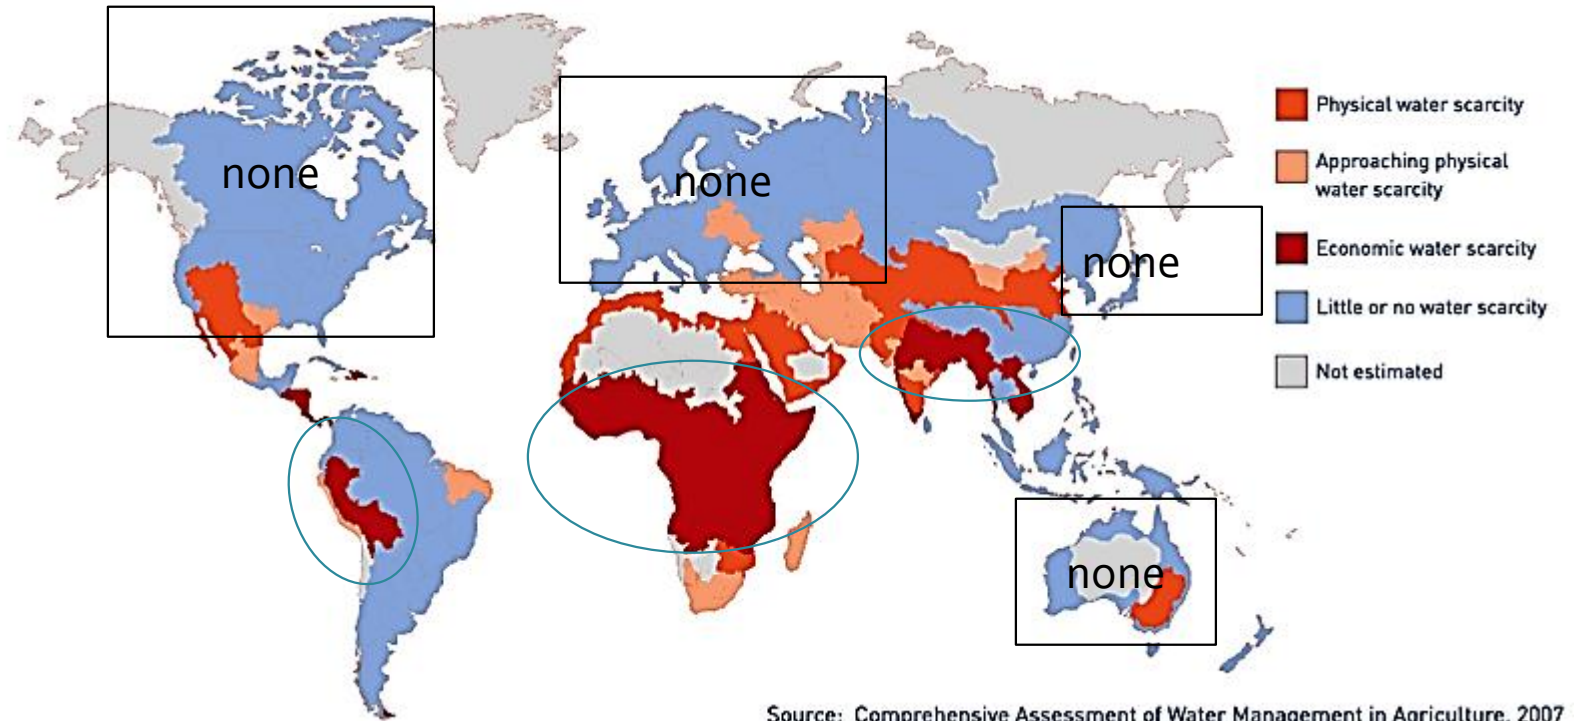 none
none
none
none
Physical water scarcity
Approaching physical
water scarcity
Economic water scarcity
Little or no water scarcity
Not estimated
Source: Comprehensive Assessment of Water Management in Agriculture, 2007